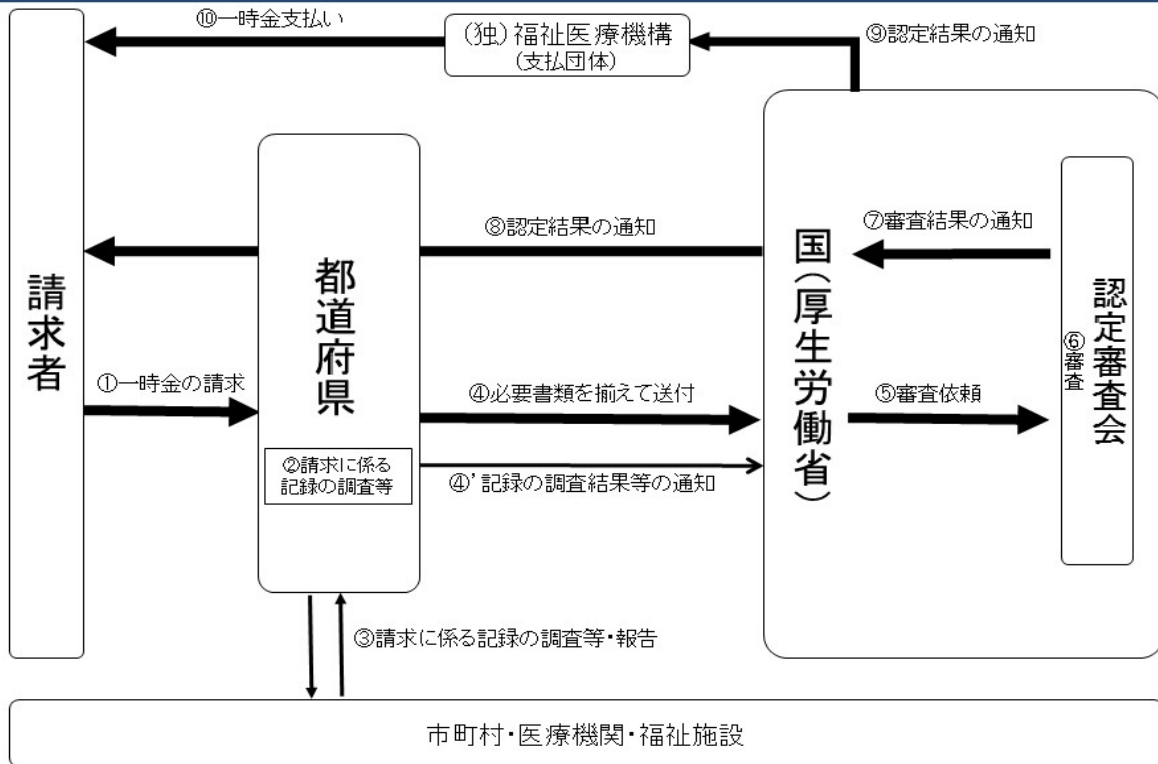 ⑩一時金支払い
(独)福祉医療機構
(支払団体)
⑨認定結果の通知
⑧認定結果の通知
⑦審査結果の通知
請求者
都道府県
国(厚生労働省)
認定審査会
⑥審査
①一時金の請求
④必要書類を揃えて送付
⑤審査依頼
②請求に係る
記録の調査等
④’記録の調査結果等の通知
③請求に係る記録の調査等・報告
市町村・医療機関・福祉施設